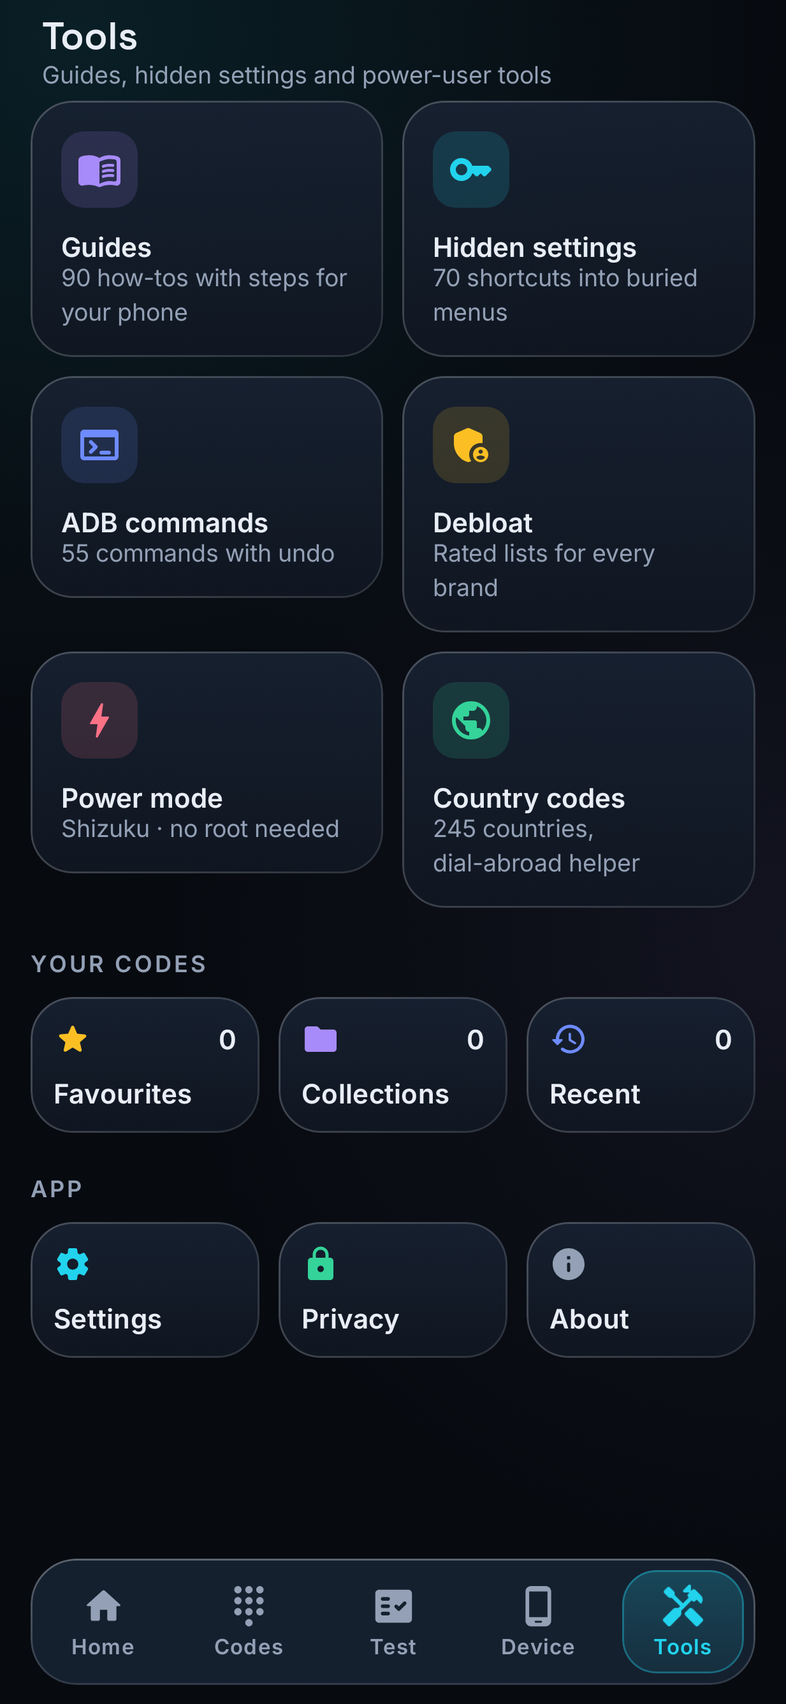 Tools
Guides, hidden settings and power-user tools
Guides
90 how-tos with steps for
your phone
Hidden settings
70 shortcuts into buried
menus
ADB commands
55 commands with undo
Debloat
Rated lists for every
brand
Power mode
Shizuku · no root needed
Country codes
245 countries,
dial-abroad helper
YOUR CODES
0
Favourites
0
Collections
0
Recent
APP
Settings
Privacy
About
Home
Codes
Test
Device
Tools